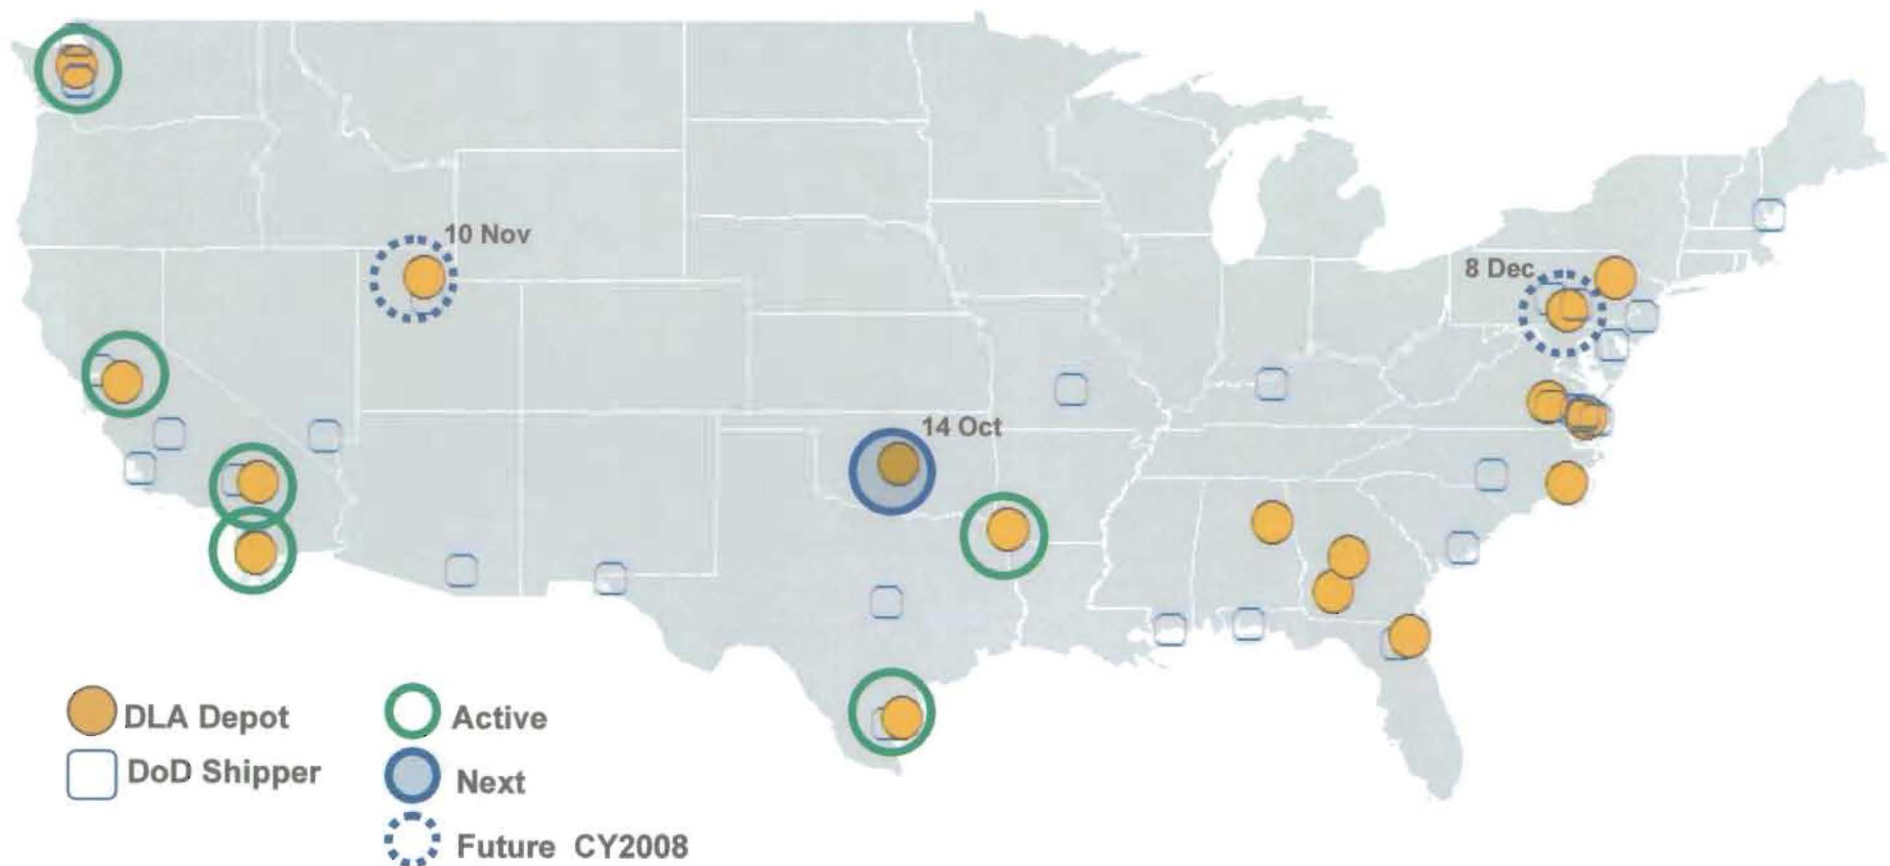 10 Nov
8 Dec
14 Oct
DLA Depot
Active
DoD Shipper
Next
Future CY2008